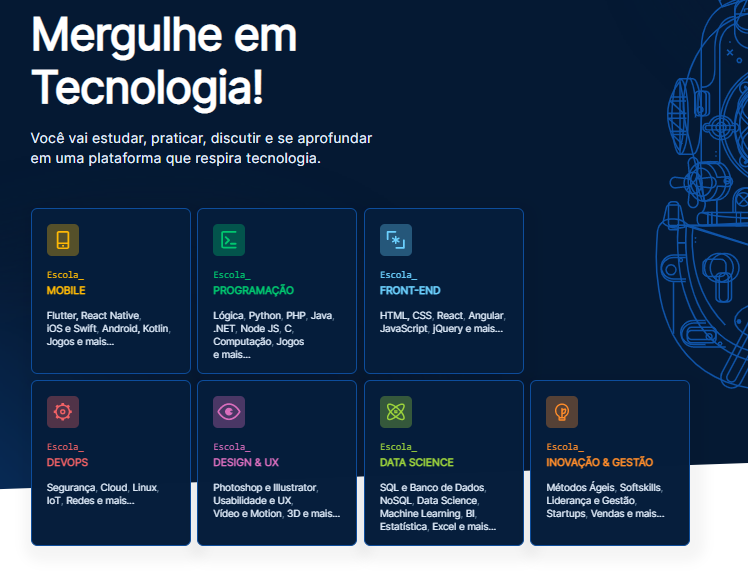 Mergulhe em
Tecnologia!
Você vai estudar, praticar, discutir e se aprofundar
em uma plataforma que respira tecnologia.
Escola_
MOBILE
Flutter, React Native,
iOS e Swift, Android, Kotlin,
Jogos e mais...
Escola_
PROGRAMAÇÃO
Lógica, Python, PHP, Java,
.NET, Node JS, C,
Computação, Jogos
e mais...
Escola_
FRONT-END
HTML, CSS, React, Angular,
JavaScript, jQuery e mais...
Escola_
DEVOPS
Segurança, Cloud, Linux,
IoT, Redes e mais...
Escola_
DESIGN & UX
Photoshop e Illustrator,
Usabilidade e UX,
Vídeo e Motion, 3D e mais...
Escola_
DATA SCIENCE
SQL e Banco de Dados,
NoSQL, Data Science,
Machine Learning, BI,
Estatística, Excel e mais...
Escola_
INOVAÇÃO & GESTÃO
Métodos Ágeis, Softskills,
Liderança e Gestão,
Startups, Vendas e mais...